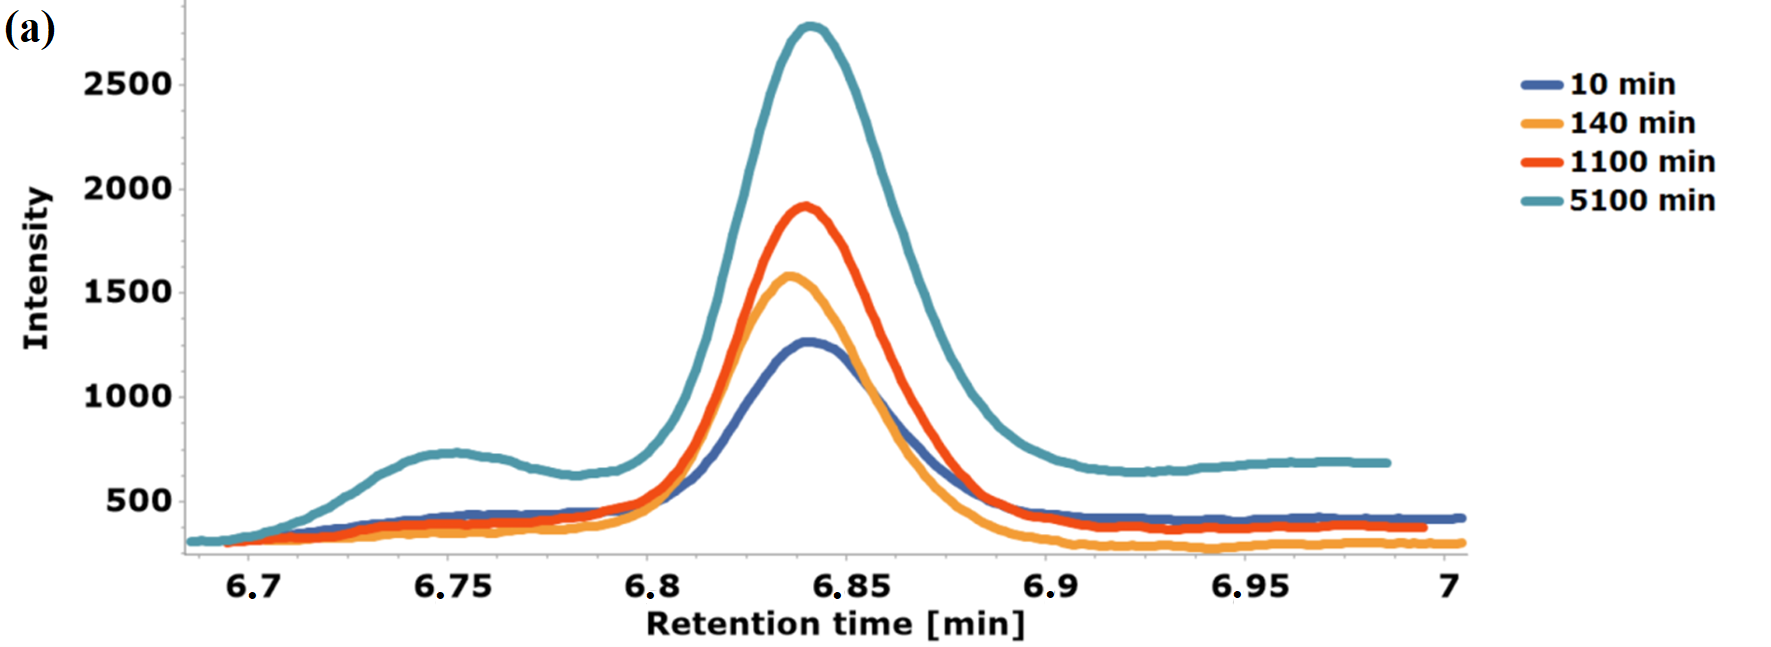 (a)
2500
2000
1500
1000
500
Intensity
6.7 6.75 6.8 6.85 6.9 6.95 7
Retention time [min]
10 min
140 min
1100 min
5100 min